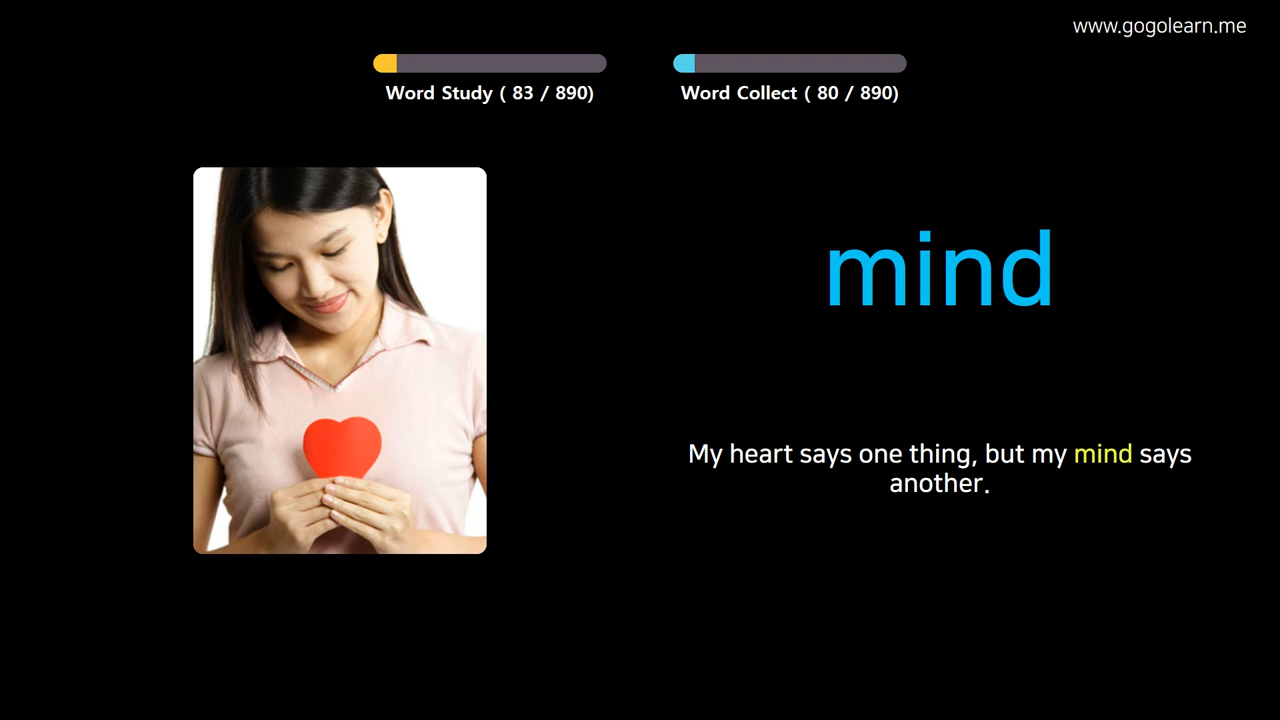 www.gogolearn.me
Word Study ( 83 / 890)
Word Collect ( 80 / 890)
mind
My heart says one thing, but my mind says
another.